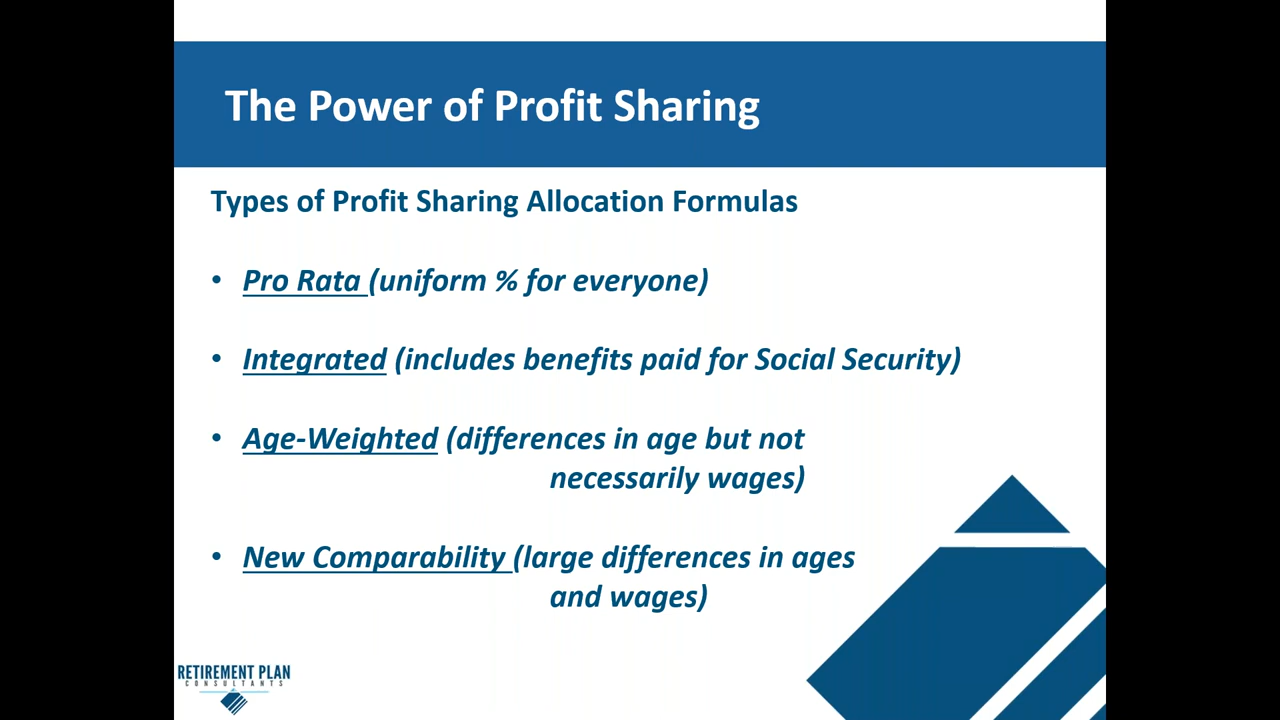 The Power of Profit Sharing
Types of Profit Sharing Allocation Formulas
• Pro Rata (uniform % for everyone)
• Integrated (includes benefits paid for Social Security)
• Age-Weighted (differences in age but not
necessarily wages)
• New Comparability (large differences in ages
and wages)
RETIREMENT PLAN
CONSULTANTS